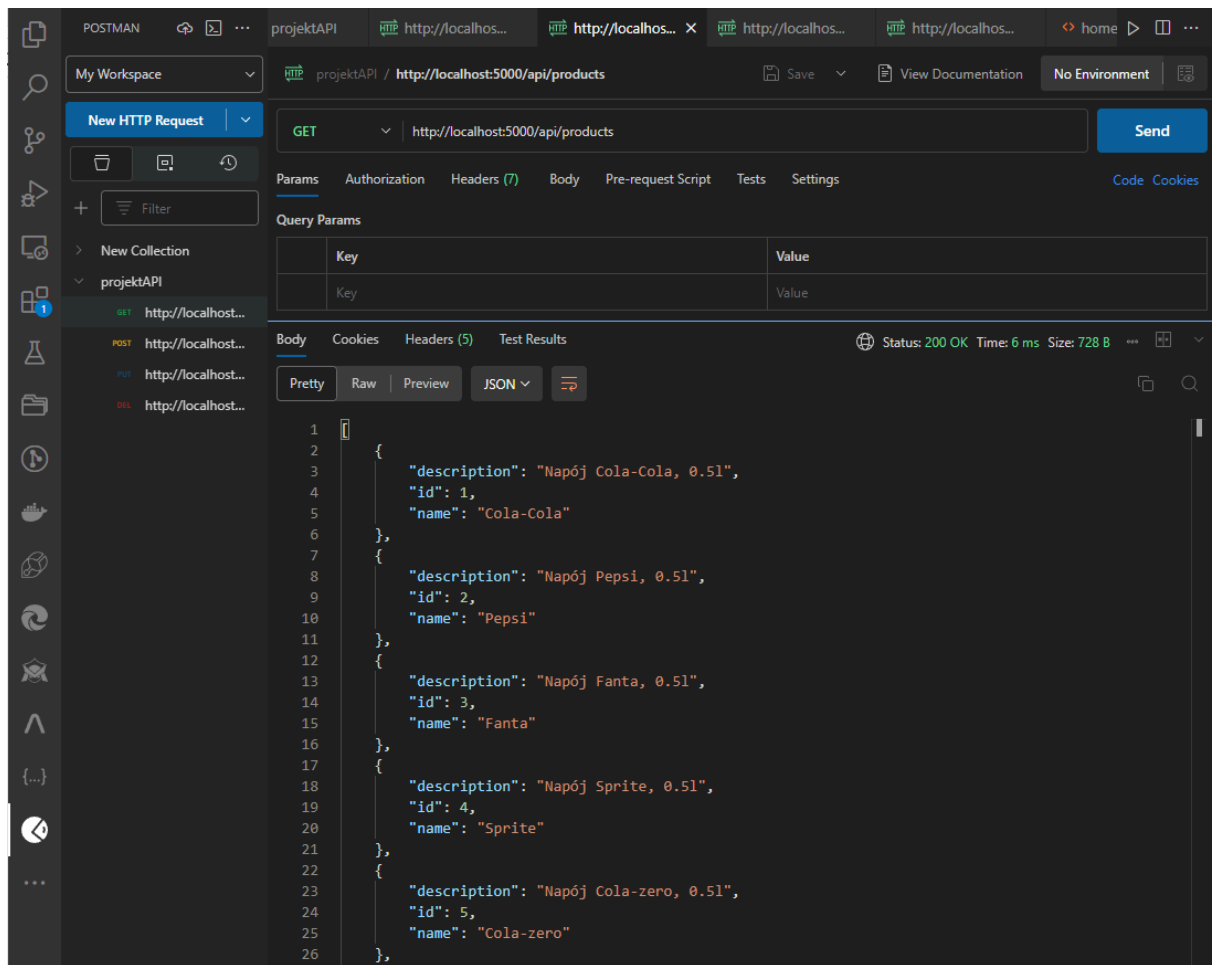 POSTMAN
projektAPI
http://localhos...
http://localhos...
http://localhos...
http://localhos...
home
My Workspace
projektAPI / http://localhost:5000/api/products
Save
View Documentation
No Environment
New HTTP Request
GET
http://localhost:5000/api/products
Send
Params Authorization Headers (7) Body Pre-request Script Tests Settings
Code Cookies
Filter
Query Params
New Collection
Key Value
projektAPI
Key Value
GET http://localhost...
POST http://localhost...
PUT http://localhost...
DEL http://localhost...
1
Body Cookies Headers (5) Test Results
Status: 200 OK Time: 6 ms Size: 728 B
Pretty Raw Preview JSON
1 [
2 {
3 "description": "Napój Cola-Cola, 0.5l",
4 "id": 1,
5 "name": "Cola-Cola"
6 },
7 {
8 "description": "Napój Pepsi, 0.5l",
9 "id": 2,
10 "name": "Pepsi"
11 },
12 {
13 "description": "Napój Fanta, 0.5l",
14 "id": 3,
15 "name": "Fanta"
16 },
17 {
18 "description": "Napój Sprite, 0.5l",
19 "id": 4,
20 "name": "Sprite"
21 },
22 {
23 "description": "Napój Cola-zero, 0.5l",
24 "id": 5,
25 "name": "Cola-zero"
26 },